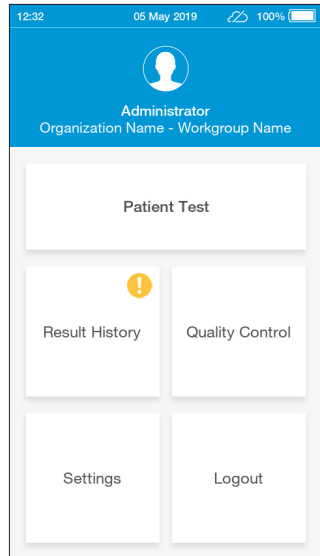 12:32 05 May 2019 100%
Administrator
Organization Name - Workgroup Name
Patient Test
!
Result History Quality Control
Settings Logout